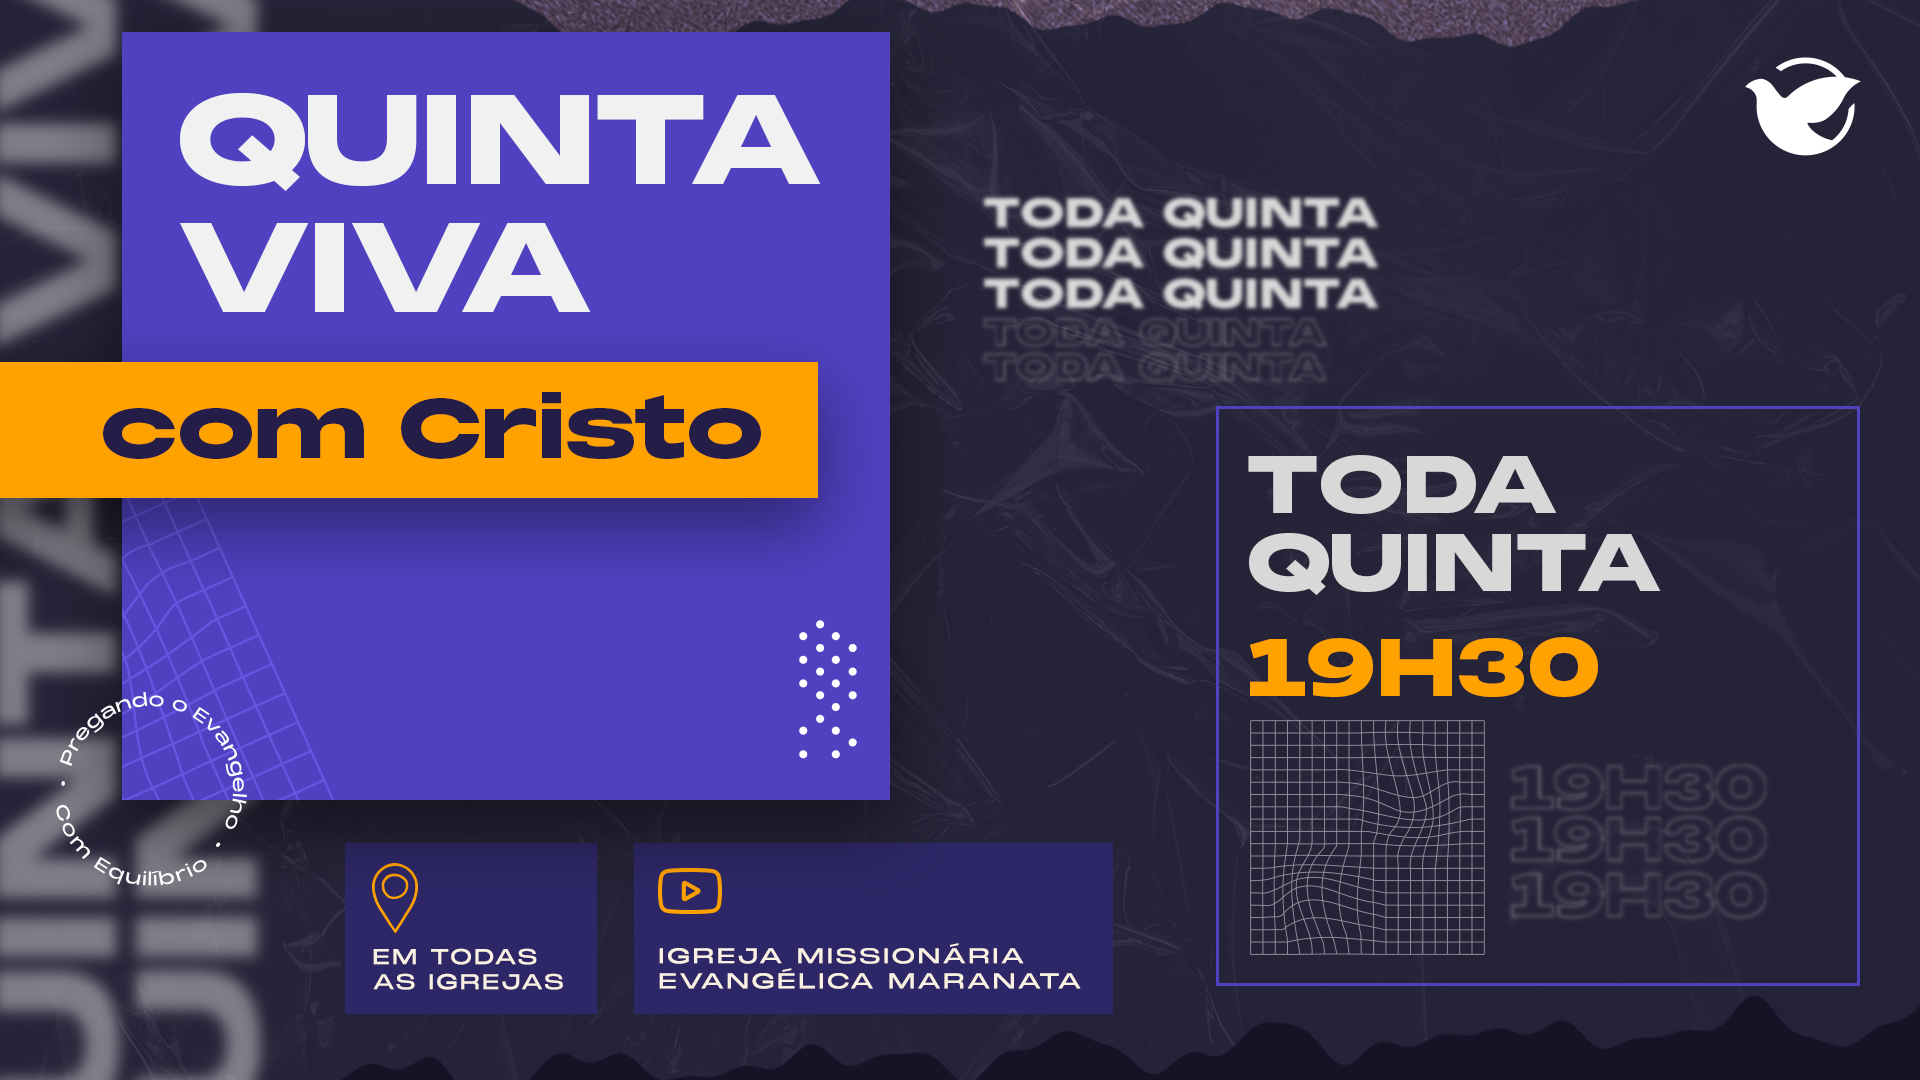 QUINTA
VIVA
com Cristo
TODA QUINTA
TODA QUINTA
TODA QUINTA
TODA QUINTA
TODA QUINTA
TODA
QUINTA
19H30
19H30
19H30
19H30
• Pregando o Evangelho • Com Equilíbrio
EM TODAS
AS IGREJAS
IGREJA MISSIONÁRIA
EVANGÉLICA MARANATA